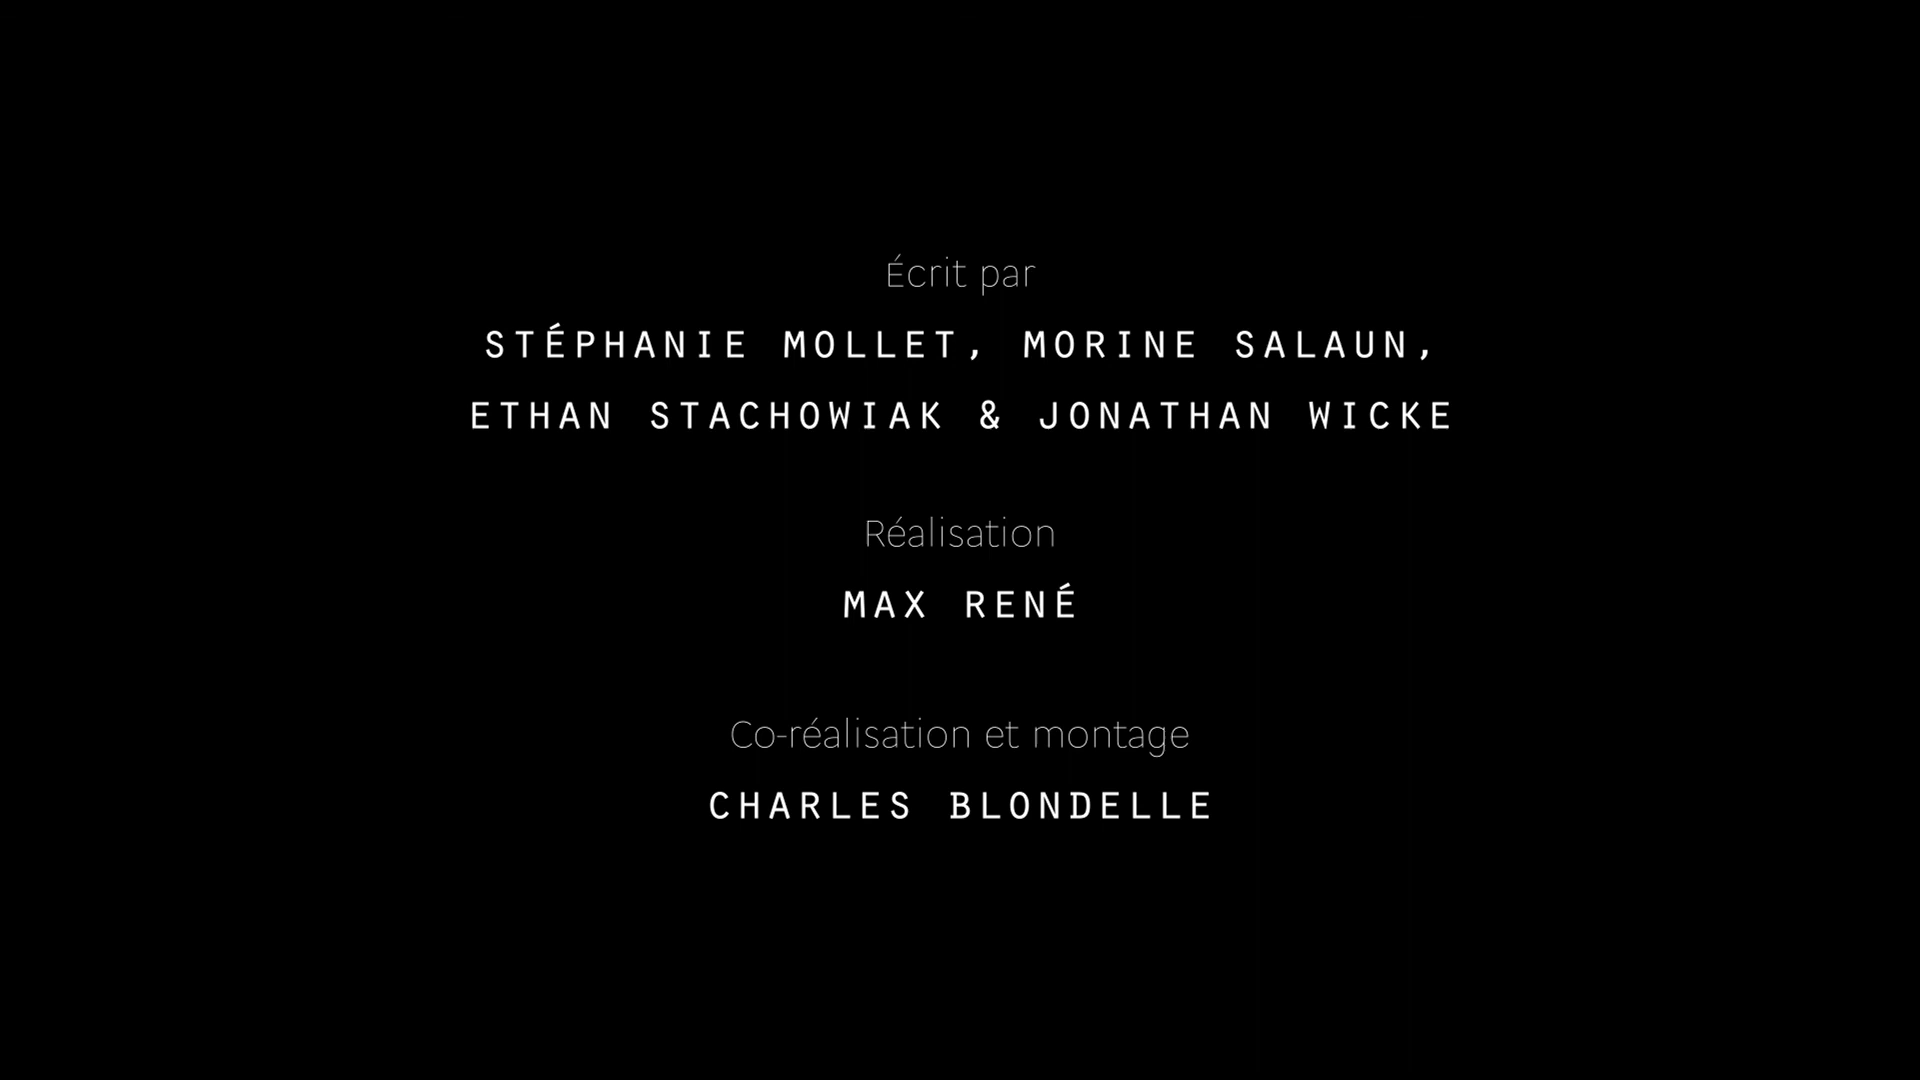 Écrit par
STÉPHANIE MOLLET, MORINE SALAUN,
ETHAN STACHOWIAK & JONATHAN WICKE
Réalisation
MAX RENÉ
Co-réalisation et montage
CHARLES BLONDELLE